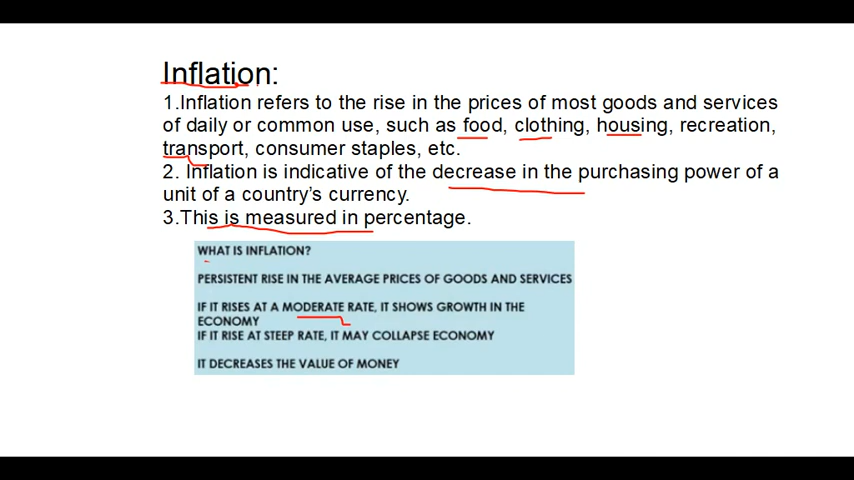 Inflation:
1.Inflation refers to the rise in the prices of most goods and services
of daily or common use, such as food, clothing, housing, recreation,
transport, consumer staples, etc.
2. Inflation is indicative of the decrease in the purchasing power of a
unit of a country's currency.
3.This is measured in percentage.
WHAT IS INFLATION?
PERSISTENT RISE IN THE AVERAGE PRICES OF GOODS AND SERVICES
IF IT RISES AT A MODERATE RATE, IT SHOWS GROWTH IN THE
ECONOMY
IF IT RISE AT STEEP RATE, IT MAY COLLAPSE ECONOMY
IT DECREASES THE VALUE OF MONEY